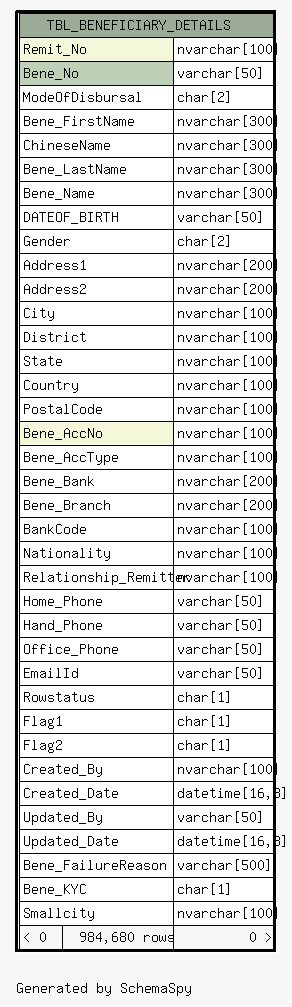 TBL_BENEFICIARY_DETAILS
Remit_No nvarchar[100]
Bene_No varchar[50]
ModeOfDisbursal char[2]
Bene_FirstName nvarchar[300]
ChineseName nvarchar[300]
Bene_LastName nvarchar[300]
Bene_Name nvarchar[300]
DATEOF_BIRTH varchar[50]
Gender char[2]
Address1 nvarchar[200]
Address2 nvarchar[200]
City nvarchar[100]
District nvarchar[100]
State nvarchar[100]
Country nvarchar[100]
PostalCode nvarchar[100]
Bene_AccNo nvarchar[100]
Bene_AccType nvarchar[100]
Bene_Bank nvarchar[200]
Bene_Branch nvarchar[200]
BankCode nvarchar[100]
Nationality nvarchar[100]
Relationship_Remitter nvarchar[100]
Home_Phone varchar[50]
Hand_Phone varchar[50]
Office_Phone varchar[50]
EmailId varchar[50]
Rowstatus char[1]
Flag1 char[1]
Flag2 char[1]
Created_By nvarchar[100]
Created_Date datetime[16,3]
Updated_By varchar[50]
Updated_Date datetime[16,3]
Bene_FailureReason varchar[500]
Bene_KYC char[1]
Smallcity nvarchar[100]
< 0 984,680 rows 0 >
Generated by SchemaSpy